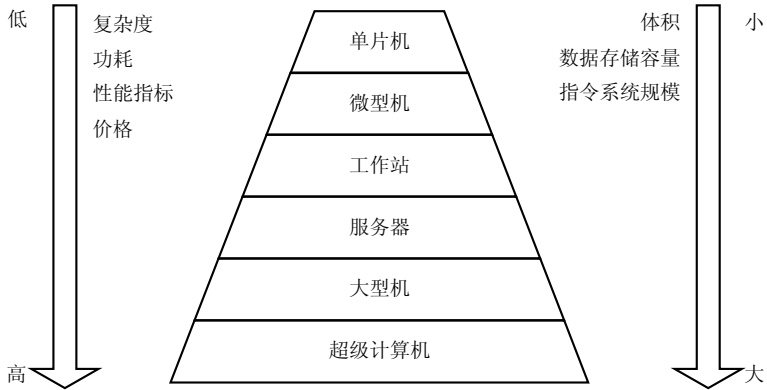 低
复杂度
功耗
性能指标
价格
高
单片机
微型机
工作站
服务器
大型机
超级计算机
体积
数据存储容量
指令系统规模
小
大